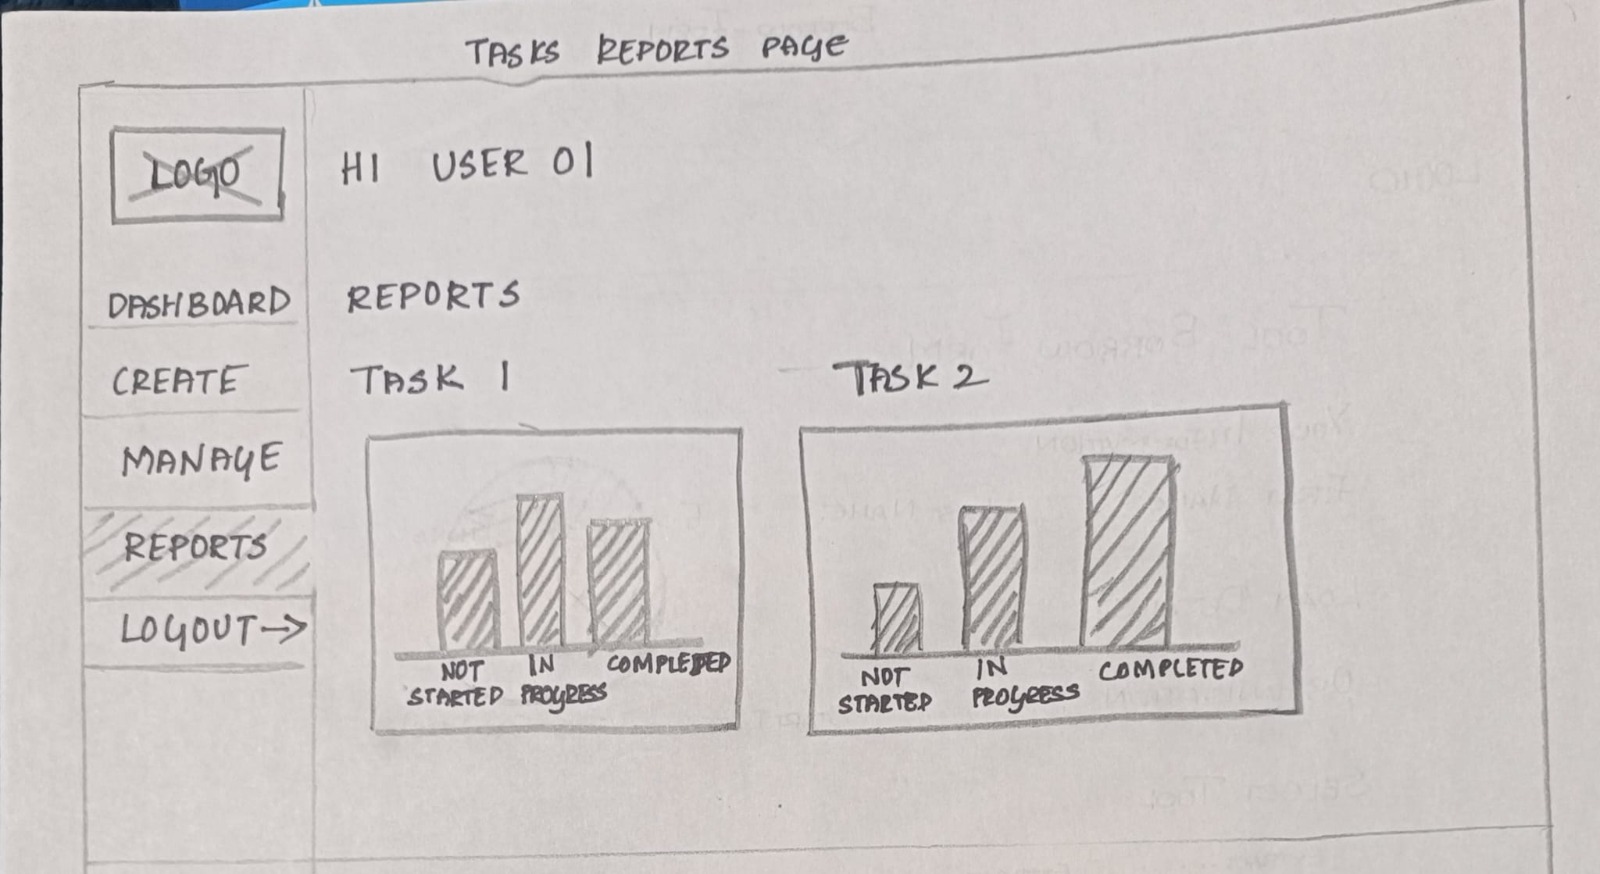 TASKS REPORTS PAGE
LOGO
HI USER 01
DASHBOARD
CREATE
MANAGE
REPORTS
LOGOUT →
REPORTS
TASK 1
NOT STARTED
IN PROGRESS
COMPLETED
TASK 2
NOT STARTED
IN PROGRESS
COMPLETED